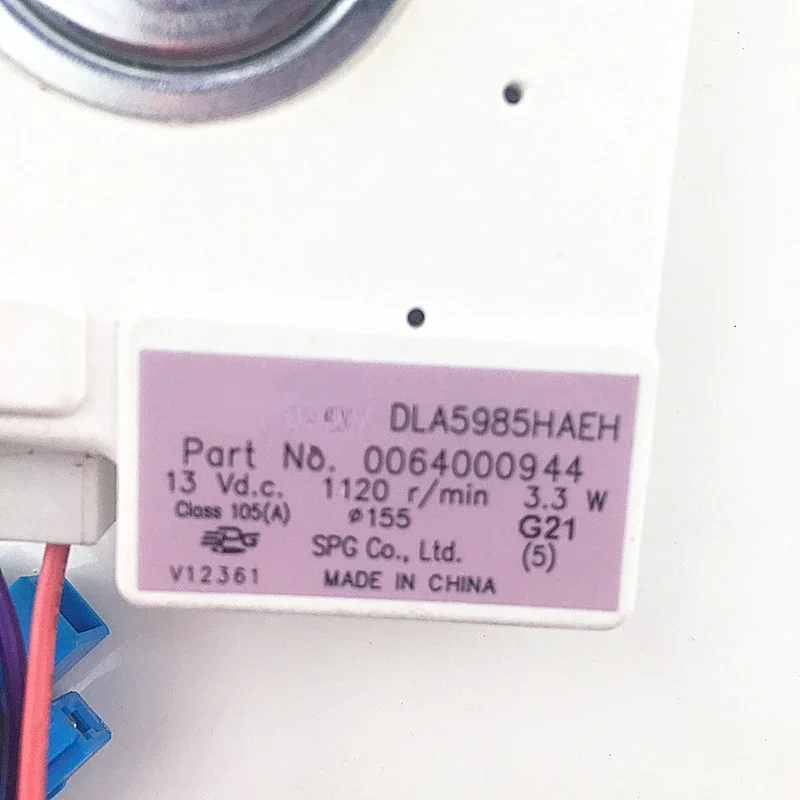 DLA5985HAEH
Part No. 0064000944
13 Vd.c. 1120 r/min 3.3 W
Class 105(A) ø155 G21
SPG SPG Co., Ltd. (5)
V12361 MADE IN CHINA